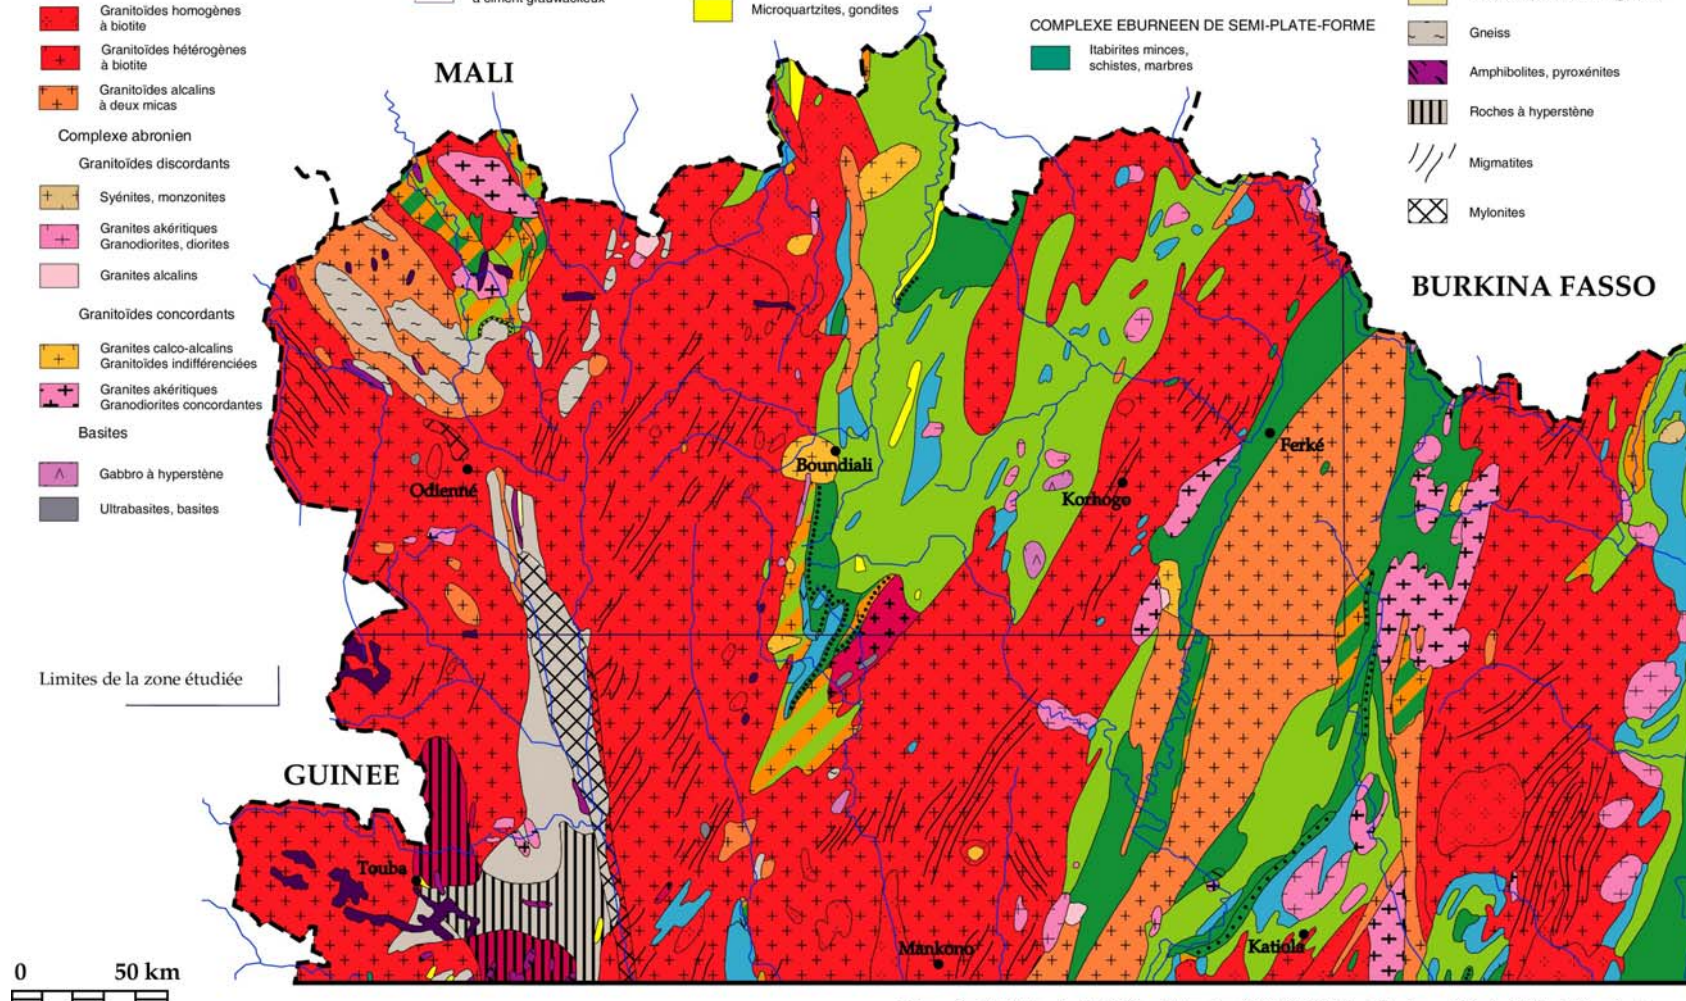 Granitoïdes homogènes
à biotite
Granitoïdes hétérogènes
à biotite
Granitoïdes alcalins
à deux micas
Complexe abronien
Granitoïdes discordants
Syénites, monzonites
Granites akéritiques
Granodiorites, diorites
Granites alcalins
Granitoïdes concordants
Granites calco-alcalins
Granitoïdes indifférenciées
Granites akéritiques
Granodiorites concordantes
Basites
Gabbro à hyperstène
Ultrabasites, basites
Limites de la zone étudiée
0 50 km
à ciment grauwackeux
Microquartzites, gondites
COMPLEXE EBURNEEN DE SEMI-PLATE-FORME
Itabirites minces,
schistes, marbres
Gneiss
Amphibolites, pyroxénites
Roches à hyperstène
Migmatites
Mylonites
MALI
BURKINA FASSO
GUINEE
Odienné
Boundiali
Korhogo
Ferké
Touba
Mankono
Katiola